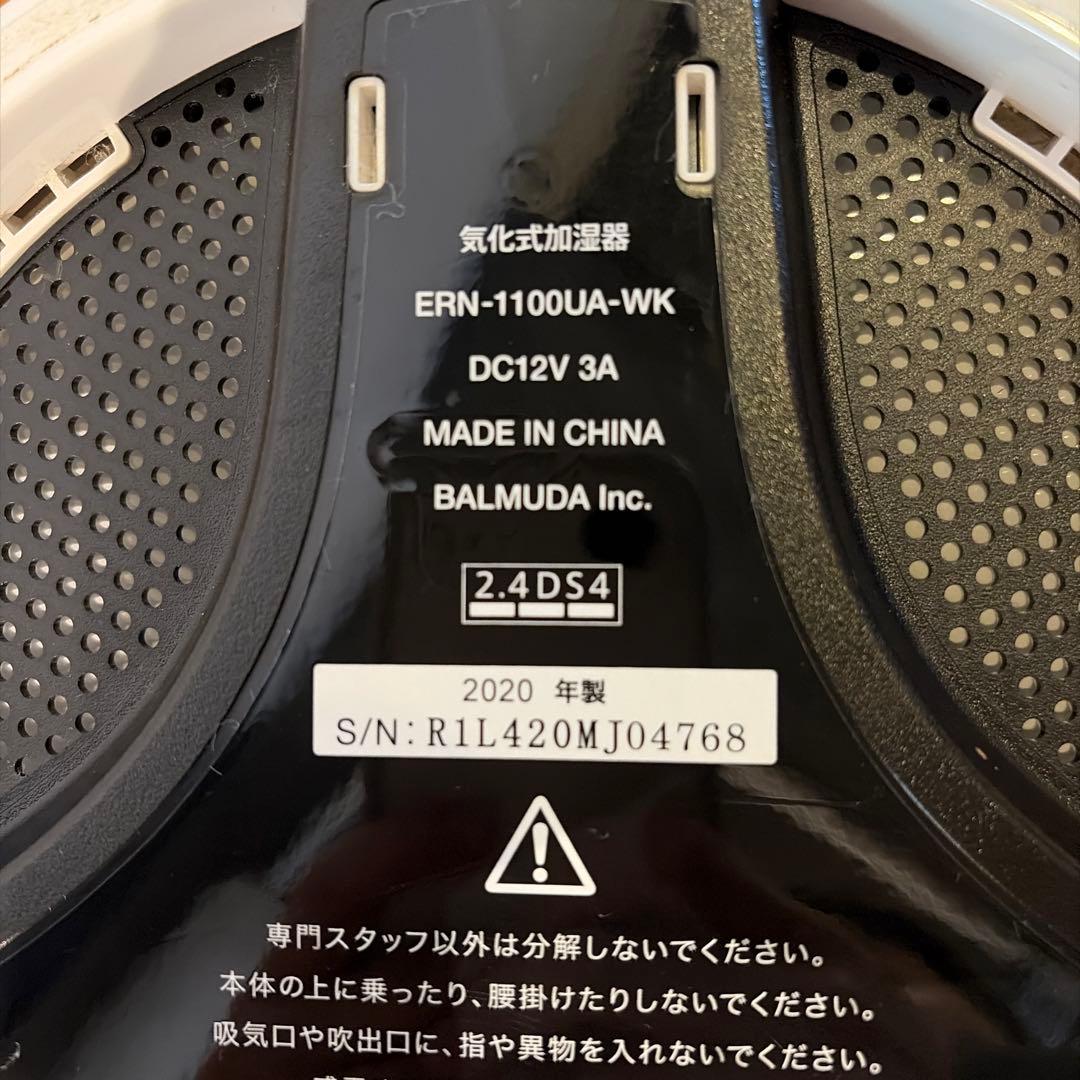 気化式加湿器
ERN-1100UA-WK
DC12V 3A
MADE IN CHINA
BALMUDA Inc.
2.4DS4
2020 年製
S/N: R1L420MJ04768
専門スタッフ以外は分解しないでください。
本体の上に乗ったり、腰掛けたりしないでください。
吸気口や吹出口に、指や異物を入れないでください。